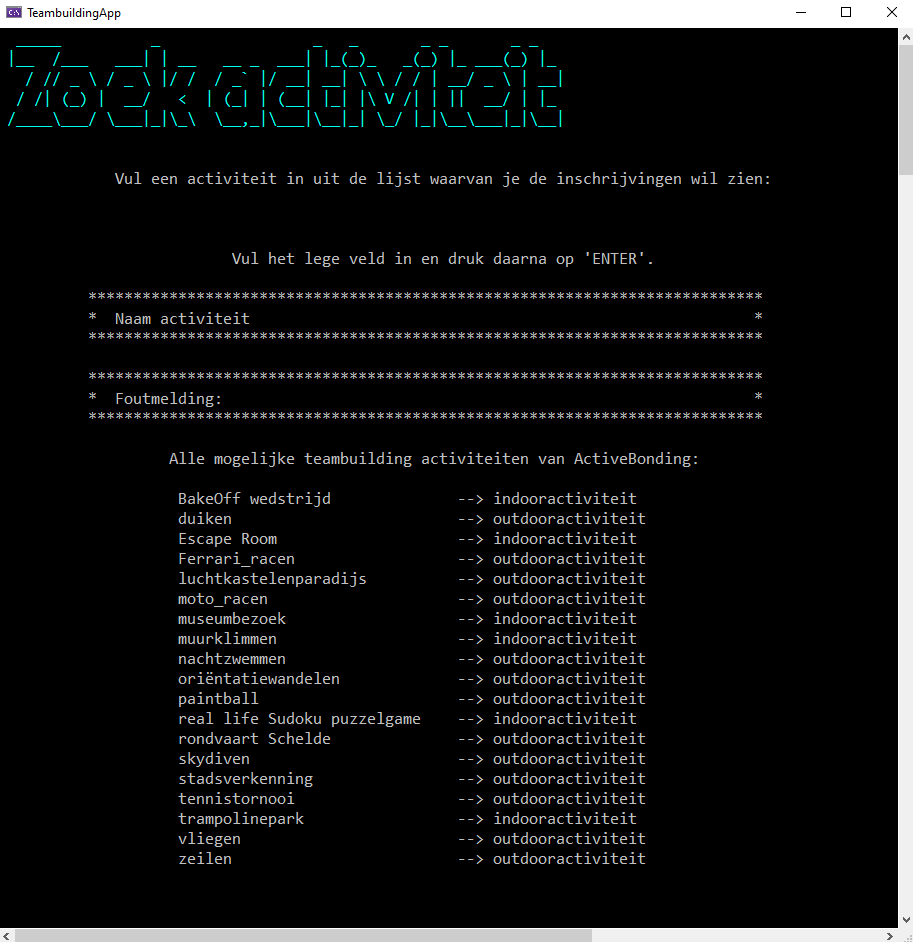 TeambuildingApp
Zoek activiteit
Vul een activiteit in uit de lijst waarvan je de inschrijvingen wil zien:
Vul het lege veld in en druk daarna op 'ENTER'.
***************************************************************************
* Naam activiteit *
***************************************************************************
***************************************************************************
* Foutmelding: *
***************************************************************************
Alle mogelijke teambuilding activiteiten van ActiveBonding:
BakeOff wedstrijd --> indooractiviteit
duiken --> outdooractiviteit
Escape Room --> indooractiviteit
Ferrari_racen --> outdooractiviteit
luchtkastelenparadijs --> outdooractiviteit
moto_racen --> outdooractiviteit
museumbezoek --> indooractiviteit
muurklimmen --> indooractiviteit
nachtzwemmen --> outdooractiviteit
oriëntatiewandelen --> outdooractiviteit
paintball --> outdooractiviteit
real life Sudoku puzzelgame --> indooractiviteit
rondvaart Schelde --> outdooractiviteit
skydiven --> outdooractiviteit
stadsverkenning --> outdooractiviteit
tennistornooi --> outdooractiviteit
trampolinepark --> indooractiviteit
vliegen --> outdooractiviteit
zeilen --> outdooractiviteit